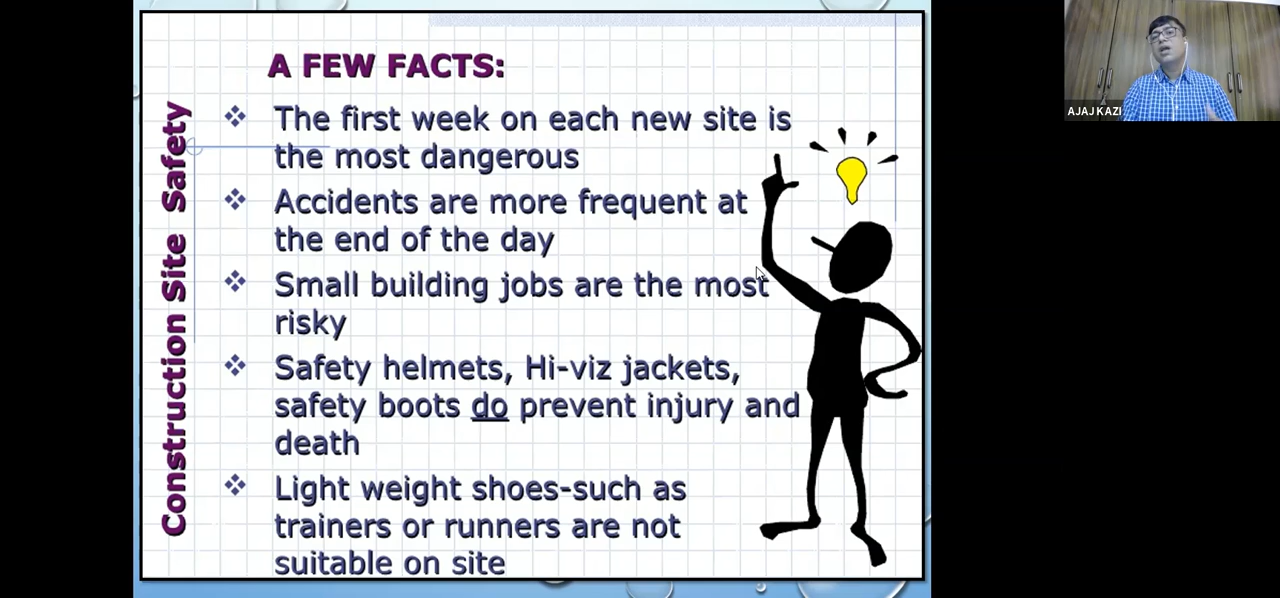 A FEW FACTS:
Construction Site Safety
The first week on each new site is
the most dangerous
Accidents are more frequent at
the end of the day
Small building jobs are the most
risky
Safety helmets, Hi-viz jackets,
safety boots do prevent injury and
death
Light weight shoes-such as
trainers or runners are not
suitable on site
AJAJ KAZI